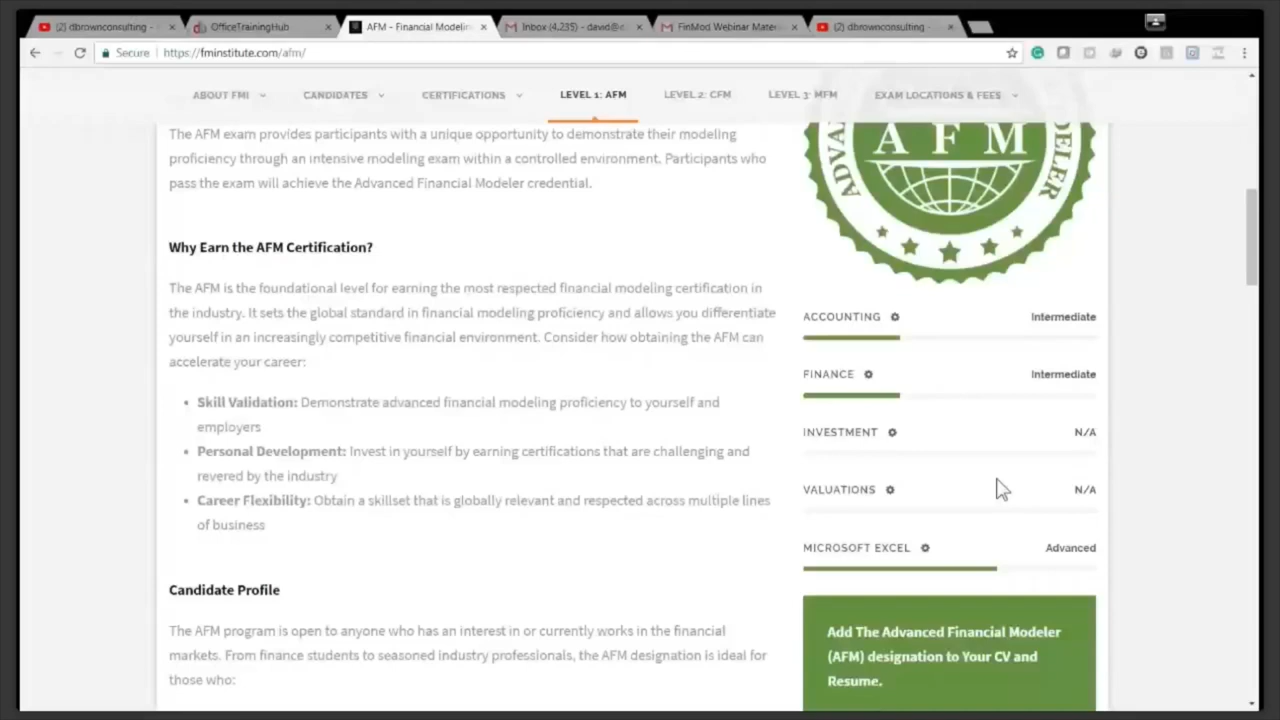 (2) dbrownconsulting -
OfficeTrainingHub
AFM - Financial Modelin
Inbox (4,235) - david@
FinMod Webinar Mater
(2) dbrownconsulting -
Secure
https://fminstitute.com/afm/
ABOUT FMI
CANDIDATES
CERTIFICATIONS
LEVEL 1: AFM
LEVEL 2: CFM
LEVEL 3: MFM
EXAM LOCATIONS & FEES
The AFM exam provides participants with a unique opportunity to demonstrate their modeling
proficiency through an intensive modeling exam within a controlled environment. Participants who
pass the exam will achieve the Advanced Financial Modeler credential.
Why Earn the AFM Certification?
The AFM is the foundational level for earning the most respected financial modeling certification in
the industry. It sets the global standard in financial modeling proficiency and allows you differentiate
yourself in an increasingly competitive financial environment. Consider how obtaining the AFM can
accelerate your career:
• Skill Validation: Demonstrate advanced financial modeling proficiency to yourself and
employers
• Personal Development: Invest in yourself by earning certifications that are challenging and
revered by the industry
• Career Flexibility: Obtain a skillset that is globally relevant and respected across multiple lines
of business
Candidate Profile
The AFM program is open to anyone who has an interest in or currently works in the financial
markets. From finance students to seasoned industry professionals, the AFM designation is ideal for
those who:
AFM
ACCOUNTING
Intermediate
FINANCE
Intermediate
INVESTMENT
N/A
VALUATIONS
N/A
MICROSOFT EXCEL
Advanced
Add The Advanced Financial Modeler
(AFM) designation to Your CV and
Resume.